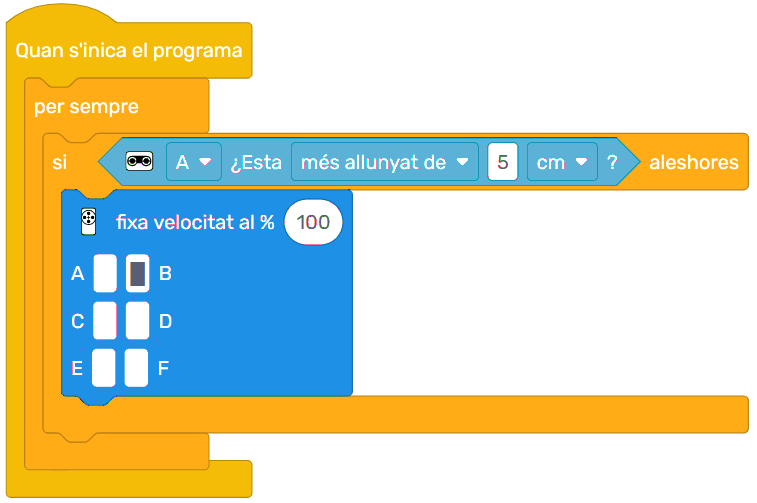 Quan s'inica el programa
per sempre
si A ¿Esta més allunyat de 5 cm ? aleshores
fixa velocitat al % 100
A B
C D
E F